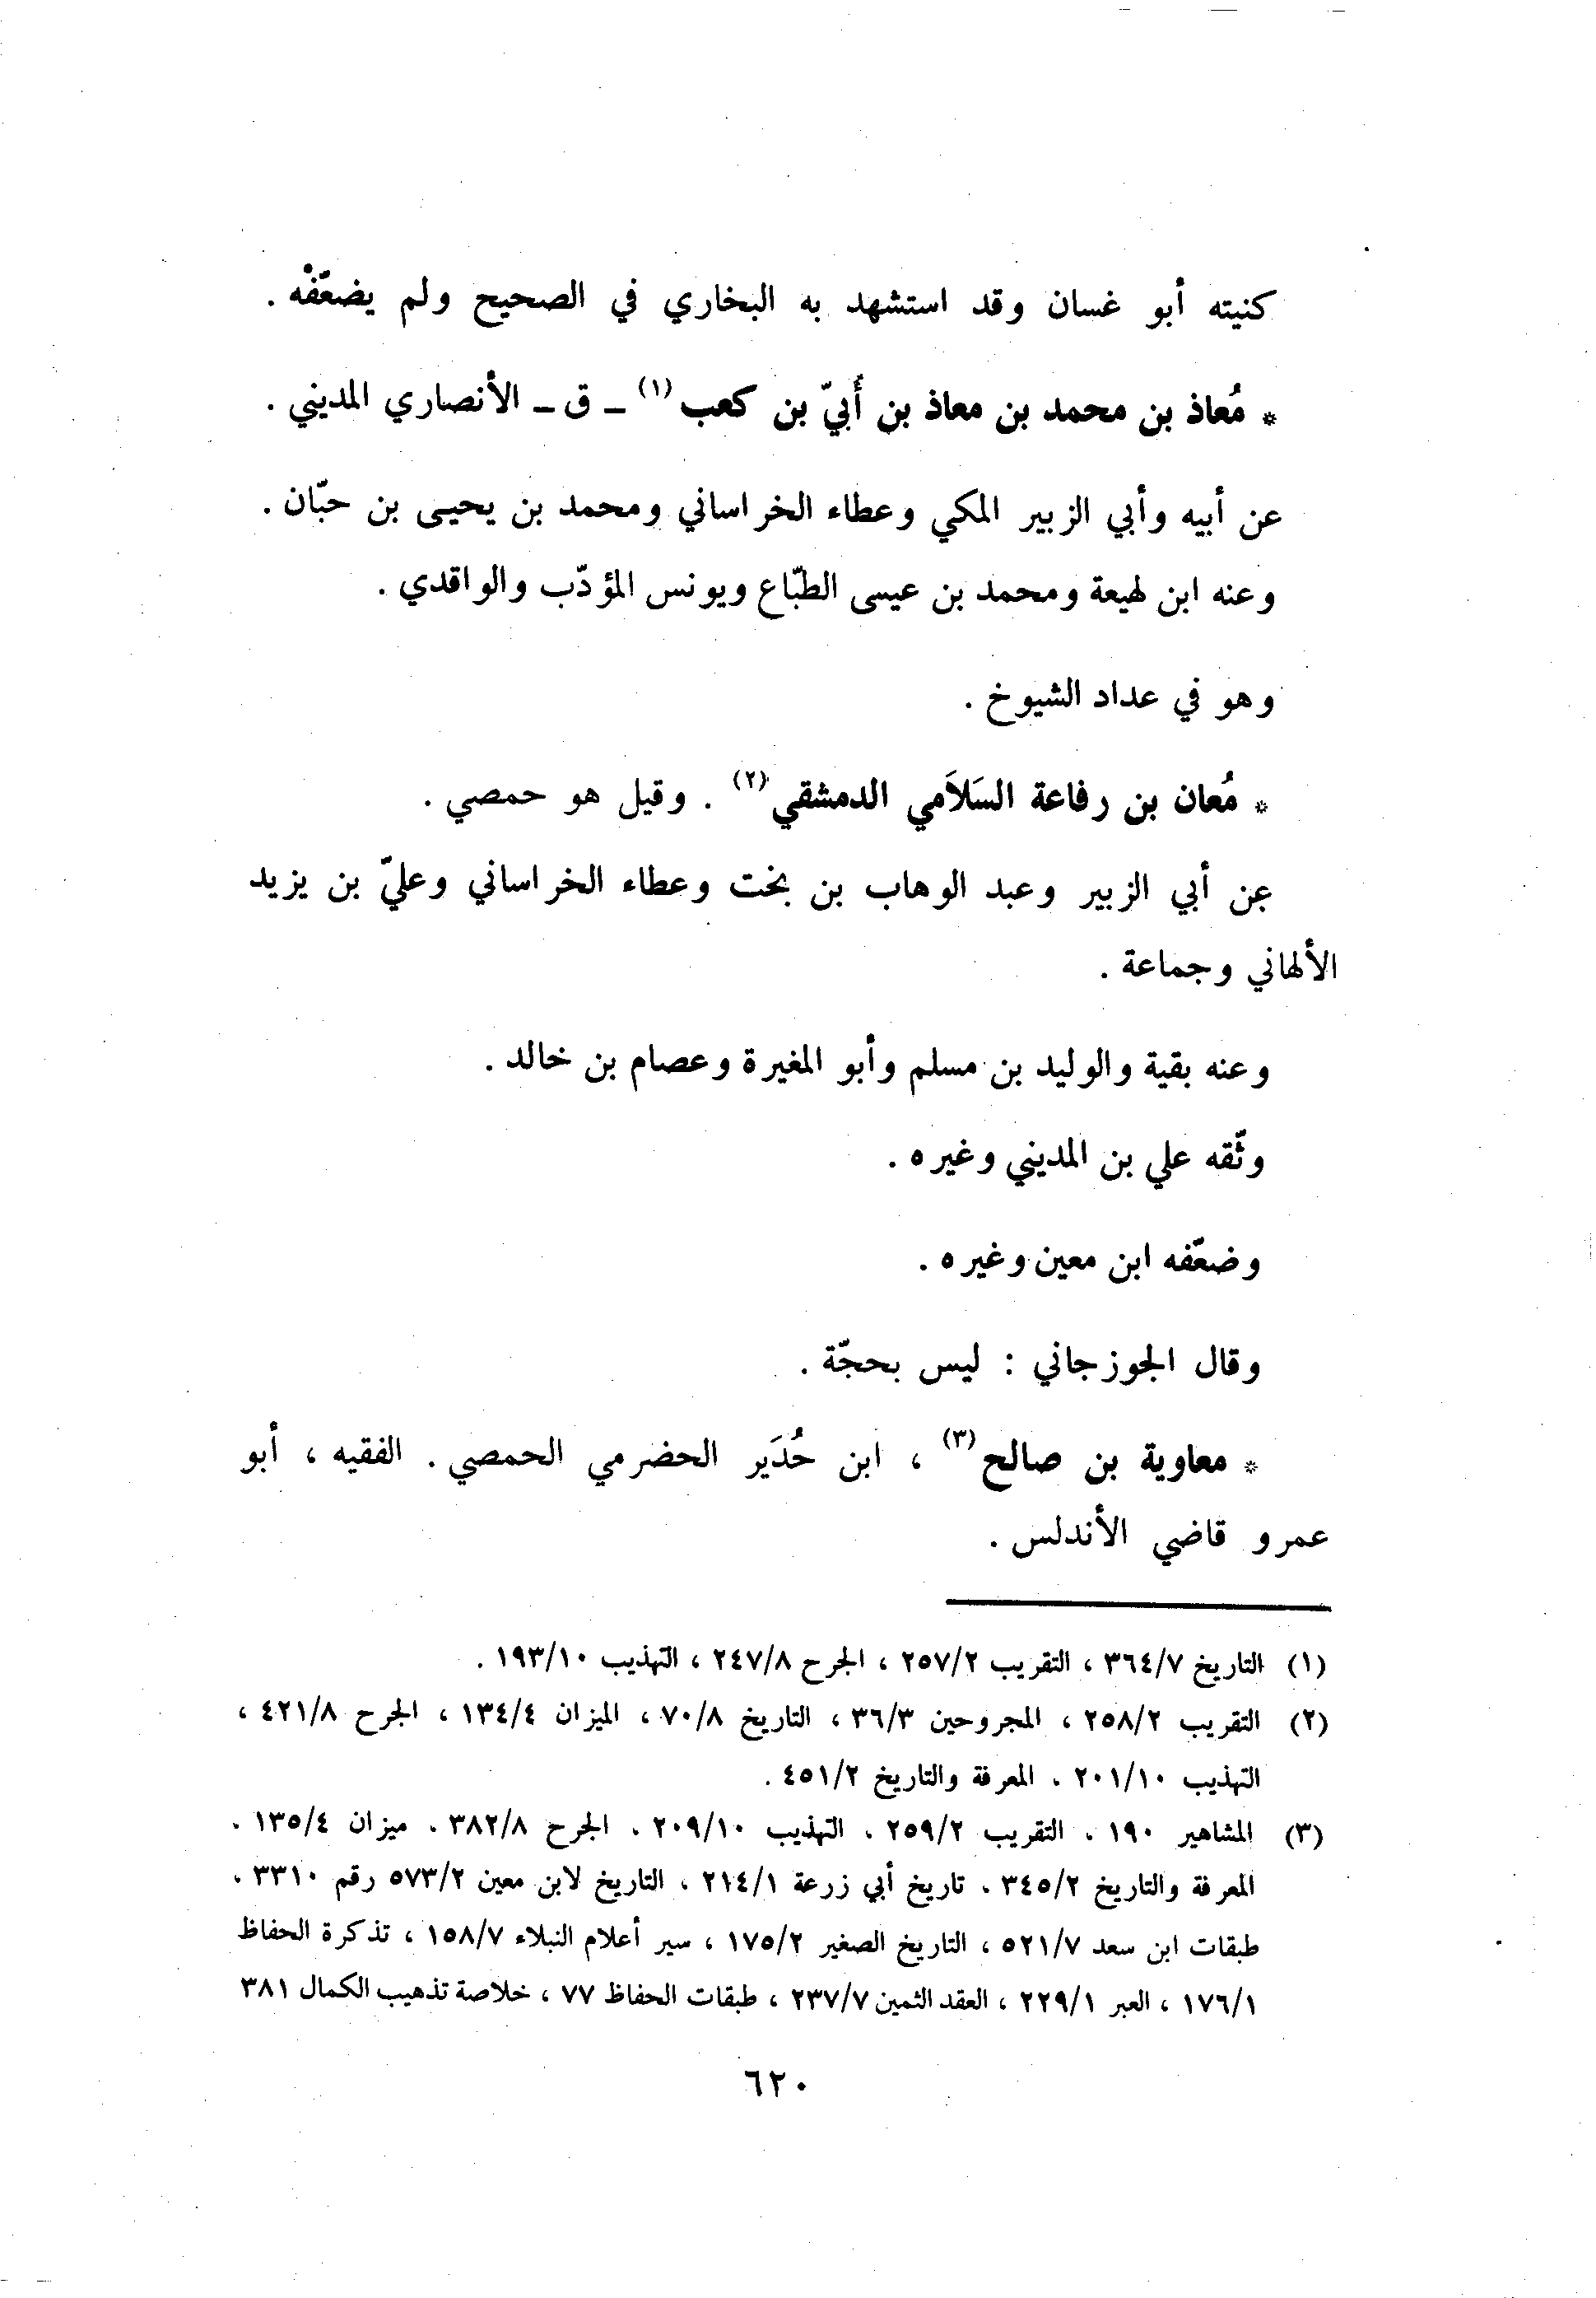 كنيته أبو غسان وقد استشهد به البخاري في الصحيح ولم يضعّفْه .
* مُعاذ بن محمد بن معاذ بن أُبيّ بن كعب (١) ــ ق ــ الأنصاري المديني .
عن أبيه وأبي الزبير المكي وعطاء الخراساني ومحمد بن يحيى بن حبّان .
وعنه ابن لهيعة ومحمد بن عيسى الطبّاع ويونس المؤدّب والواقدي .
وهو في عداد الشيوخ .
* مُعان بن رفاعة السَلاَمي الدمشقي (٢) . وقيل هو حمصي .
عن أبي الزبير وعبد الوهاب بن بخت وعطاء الخراساني وعليّ بن يزيد
الألهاني وجماعة .
وعنه بقية والوليد بن مسلم وأبو المغيرة وعصام بن خالد .
وثّقه علي بن المديني وغيره .
وضعّفه ابن معين وغيره .
وقال الجوزجاني : ليس بحجّة .
* معاوية بن صالح (٣) ، ابن حُدَير الحضرمي الحمصي . الفقيه ، أبو
عمرو قاضي الأندلس .
(١) التاريخ ٣٦٤/٧ ، التقريب ٢٥٧/٢ ، الجرح ٢٤٧/٨ ، التهذيب ١٩٣/١٠ .
(٢) التقريب ٢٥٨/٢ ، المجروحين ٣٦/٣ ، التاريخ ٧٠/٨ ، الميزان ١٣٤/٤ ، الجرح ٤٢١/٨ ،
التهذيب ٢٠١/١٠ ، المعرفة والتاريخ ٤٥١/٢ .
(٣) المشاهير ١٩٠ ، التقريب ٢٥٩/٢ ، التهذيب ٢٠٩/١٠ ، الجرح ٣٨٢/٨ ، ميزان ١٣٥/٤ ،
المعرفة والتاريخ ٣٤٥/٢ ، تاريخ أبي زرعة ٢١٤/١ ، التاريخ لابن معين ٥٧٣/٢ رقم ٣٣١٠ ،
طبقات ابن سعد ٥٢١/٧ ، التاريخ الصغير ١٧٥/٢ ، سير أعلام النبلاء ١٥٨/٧ ، تذكرة الحفاظ
١٧٦/١ ، العبر ٢٢٩/١ ، العقد الثمين ٢٣٧/٧ ، طبقات الحفاظ ٧٧ ، خلاصة تذهيب الكمال ٣٨١
٦٢٠